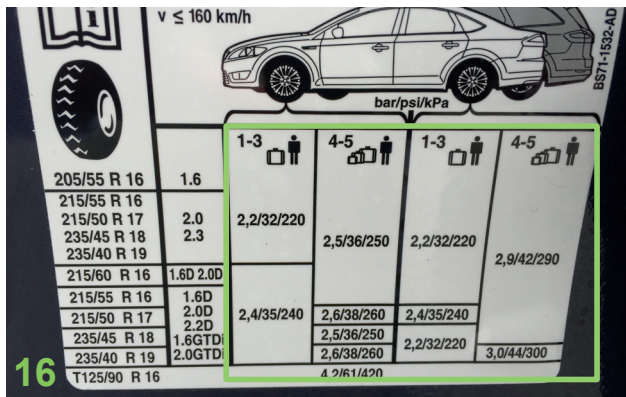 i
v ≤ 160 km/h
BS71-1532-AD
bar/psi/kPa
1-3 4-5 1-3 4-5
205/55 R 16 1.6
215/55 R 16
215/50 R 17 2.0
235/45 R 18 2.3
235/40 R 19
2,2/32/220 2,5/36/250 2,2/32/220 2,9/42/290
215/60 R 16 1.6D 2.0D
215/55 R 16 1.6D
215/50 R 17 2.0D
2.2D
2,4/35/240 2,6/38/260 2,4/35/240
235/45 R 18 1.6GTDi
2,5/36/250 2,2/32/220
235/40 R 19 2.0GTDi
2,6/38/260 3,0/44/300
T125/90 R 16 4,2/61/420
16